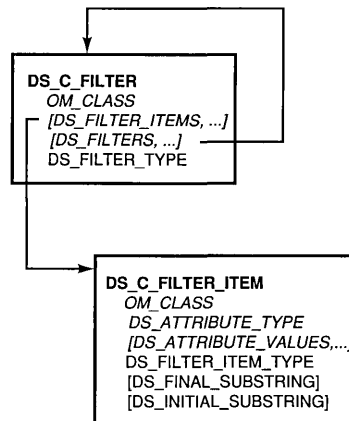 DS_C_FILTER
OM_CLASS
[DS_FILTER_ITEMS, ...]
[DS_FILTERS, ...]
DS_FILTER_TYPE
DS_C_FILTER_ITEM
OM_CLASS
DS_ATTRIBUTE_TYPE
[DS_ATTRIBUTE_VALUES,...]
DS_FILTER_ITEM_TYPE
[DS_FINAL_SUBSTRING]
[DS_INITIAL_SUBSTRING]